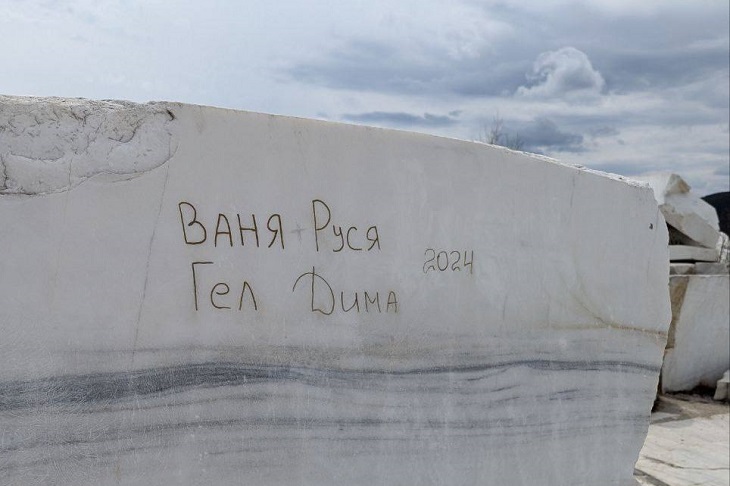 Ваня + Руся
Гел Дима 2024